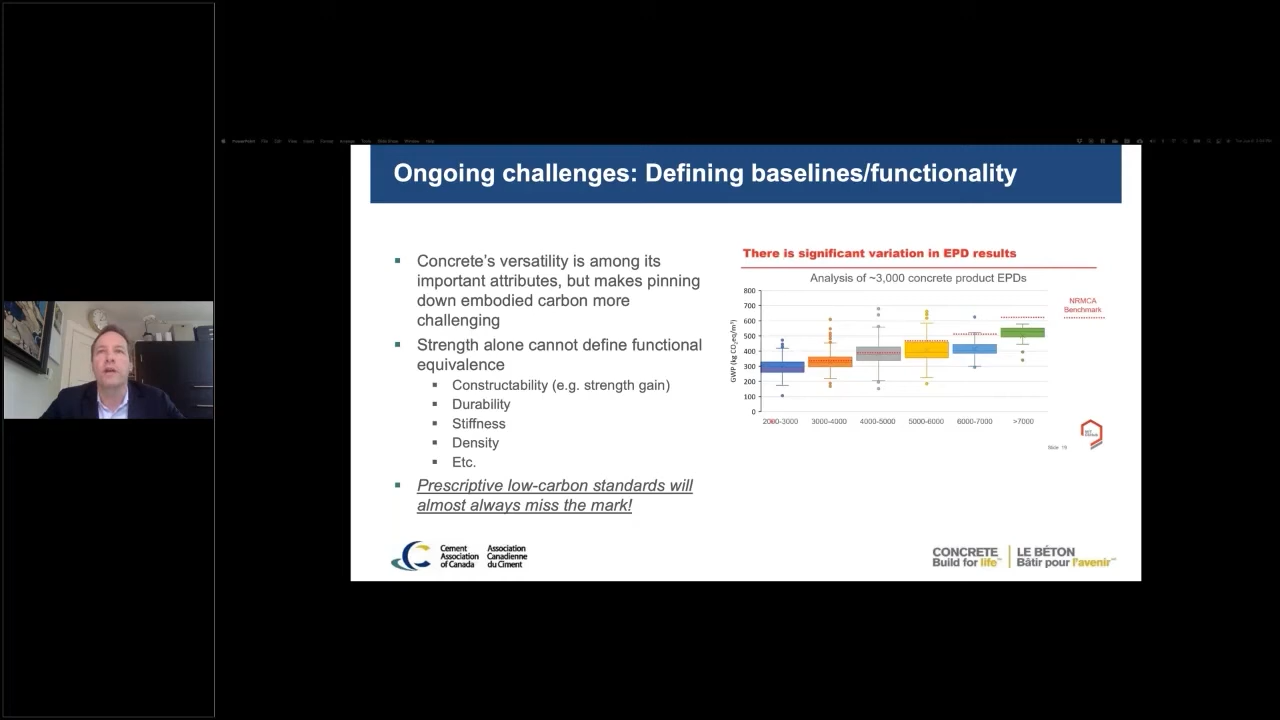 Ongoing challenges: Defining baselines/functionality
Concrete's versatility is among its
important attributes, but makes pinning
down embodied carbon more
challenging
Strength alone cannot define functional
equivalence
Constructability (e.g. strength gain)
Durability
Stiffness
Density
Etc.
Prescriptive low-carbon standards will
almost always miss the mark!
There is significant variation in EPD results
Analysis of ~3,000 concrete product EPDs
GWP (kg CO2eq/m³)
800
700
600
500
400
300
200
100
0
2000-3000 3000-4000 4000-5000 5000-6000 6000-7000 >7000
NRMCA
Benchmark
Slide 19
Cement
Association
of Canada
Association
Canadienne
du Ciment
CONCRETE
Build for life
LE BÉTON
Bâtir pour l'avenir